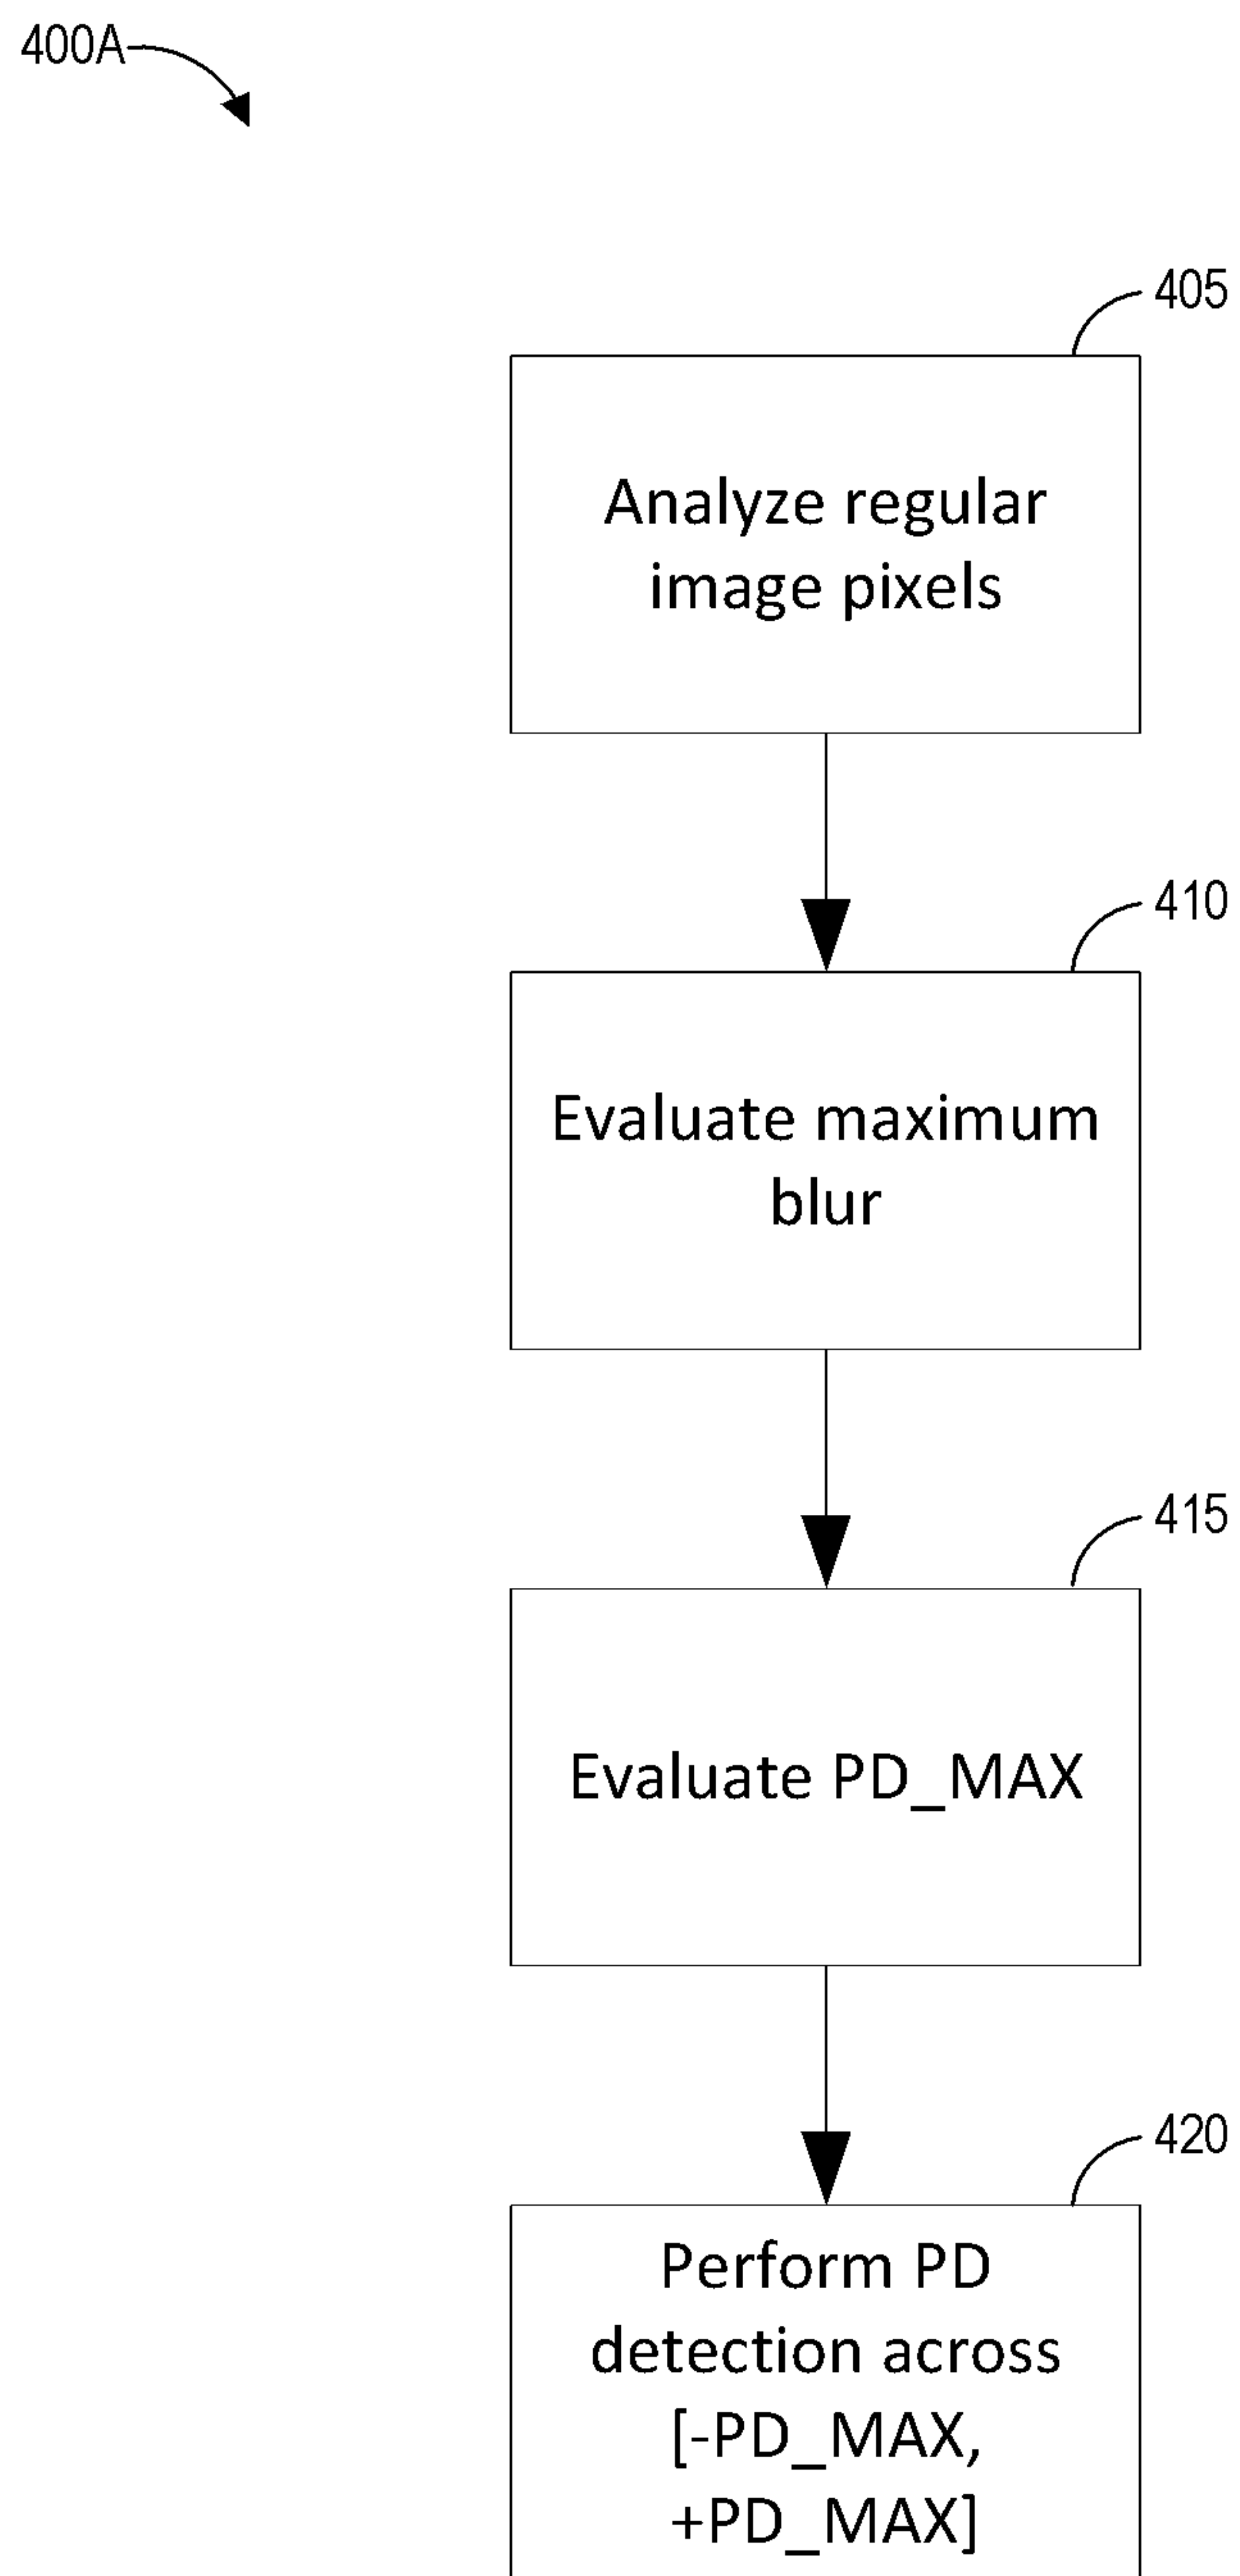 400A
405
Analyze regular
image pixels
410
Evaluate maximum
blur
415
Evaluate PD_MAX
420
Perform PD
detection across
[-PD_MAX,
+PD_MAX]